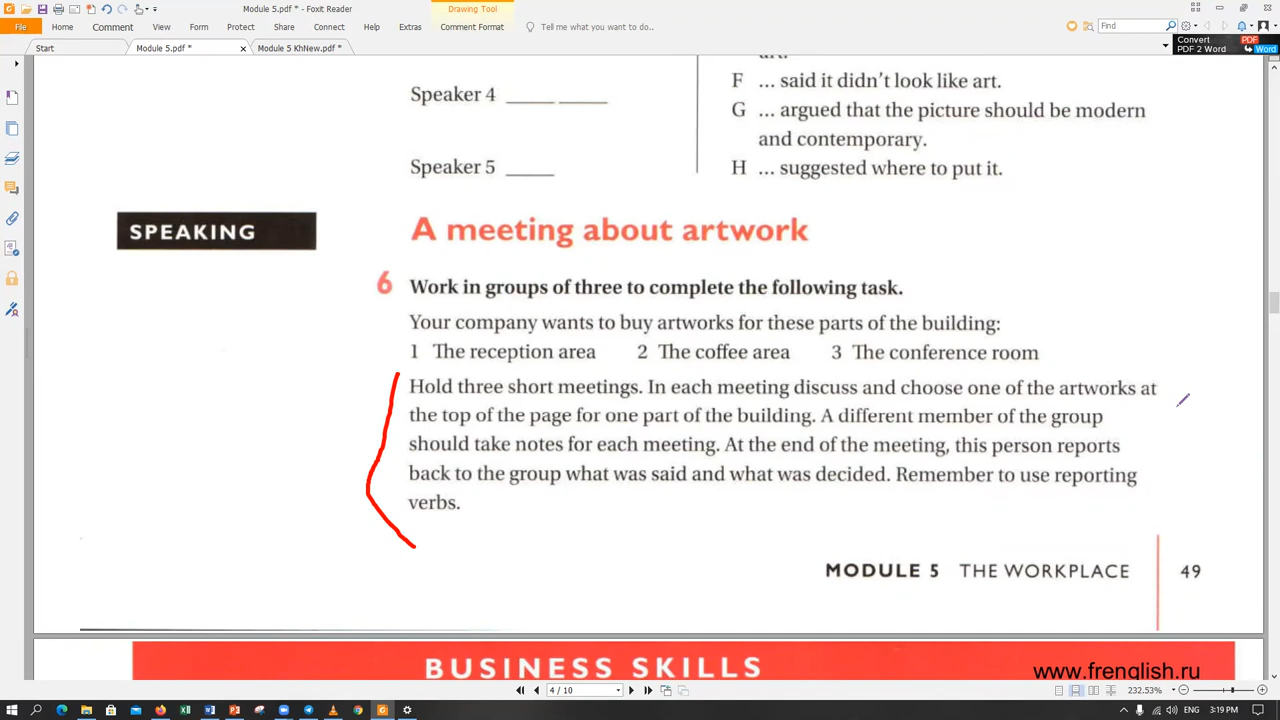 Module 5.pdf * - Foxit Reader
Drawing Tool
File
Home
Comment
View
Form
Protect
Share
Connect
Help
Extras
Comment Format
Tell me what you want to do..
Find
Start
Module 5.pdf *
Module 5 KhNew.pdf *
Convert PDF
PDF 2 Word Word
art.
F ... said it didn't look like art.
Speaker 4 _____ _____
G ... argued that the picture should be modern
and contemporary.
Speaker 5 _____
H ... suggested where to put it.
SPEAKING
A meeting about artwork
6 Work in groups of three to complete the following task.
Your company wants to buy artworks for these parts of the building:
1 The reception area 2 The coffee area 3 The conference room
Hold three short meetings. In each meeting discuss and choose one of the artworks at
the top of the page for one part of the building. A different member of the group
should take notes for each meeting. At the end of the meeting, this person reports
back to the group what was said and what was decided. Remember to use reporting
verbs.
MODULE 5 THE WORKPLACE 49
BUSINESS SKILLS
www.frenglish.ru
4 / 10
232.53%
ENG
3:19 PM